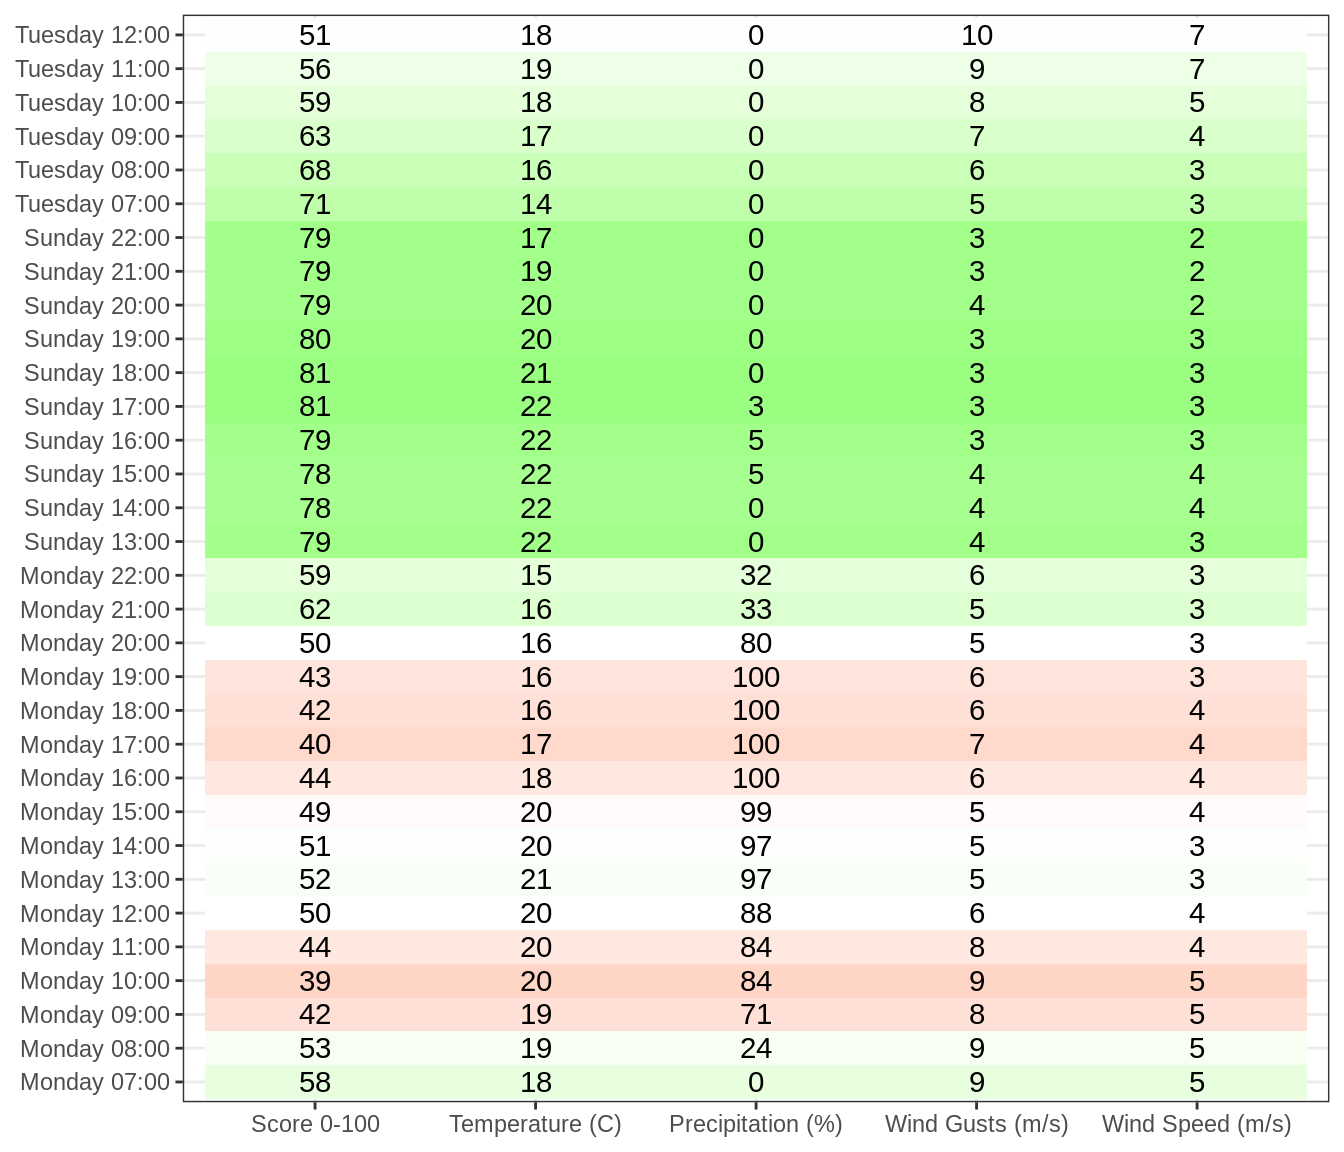 Tuesday 12:00 51 18 0 10 7
Tuesday 11:00 56 19 0 9 7
Tuesday 10:00 59 18 0 8 5
Tuesday 09:00 63 17 0 7 4
Tuesday 08:00 68 16 0 6 3
Tuesday 07:00 71 14 0 5 3
Sunday 22:00 79 17 0 3 2
Sunday 21:00 79 19 0 3 2
Sunday 20:00 79 20 0 4 2
Sunday 19:00 80 20 0 3 3
Sunday 18:00 81 21 0 3 3
Sunday 17:00 81 22 3 3 3
Sunday 16:00 79 22 5 3 3
Sunday 15:00 78 22 5 4 4
Sunday 14:00 78 22 0 4 4
Sunday 13:00 79 22 0 4 3
Monday 22:00 59 15 32 6 3
Monday 21:00 62 16 33 5 3
Monday 20:00 50 16 80 5 3
Monday 19:00 43 16 100 6 3
Monday 18:00 42 16 100 6 4
Monday 17:00 40 17 100 7 4
Monday 16:00 44 18 100 6 4
Monday 15:00 49 20 99 5 4
Monday 14:00 51 20 97 5 3
Monday 13:00 52 21 97 5 3
Monday 12:00 50 20 88 6 4
Monday 11:00 44 20 84 8 4
Monday 10:00 39 20 84 9 5
Monday 09:00 42 19 71 8 5
Monday 08:00 53 19 24 9 5
Monday 07:00 58 18 0 9 5
Score 0-100 Temperature (C) Precipitation (%) Wind Gusts (m/s) Wind Speed (m/s)